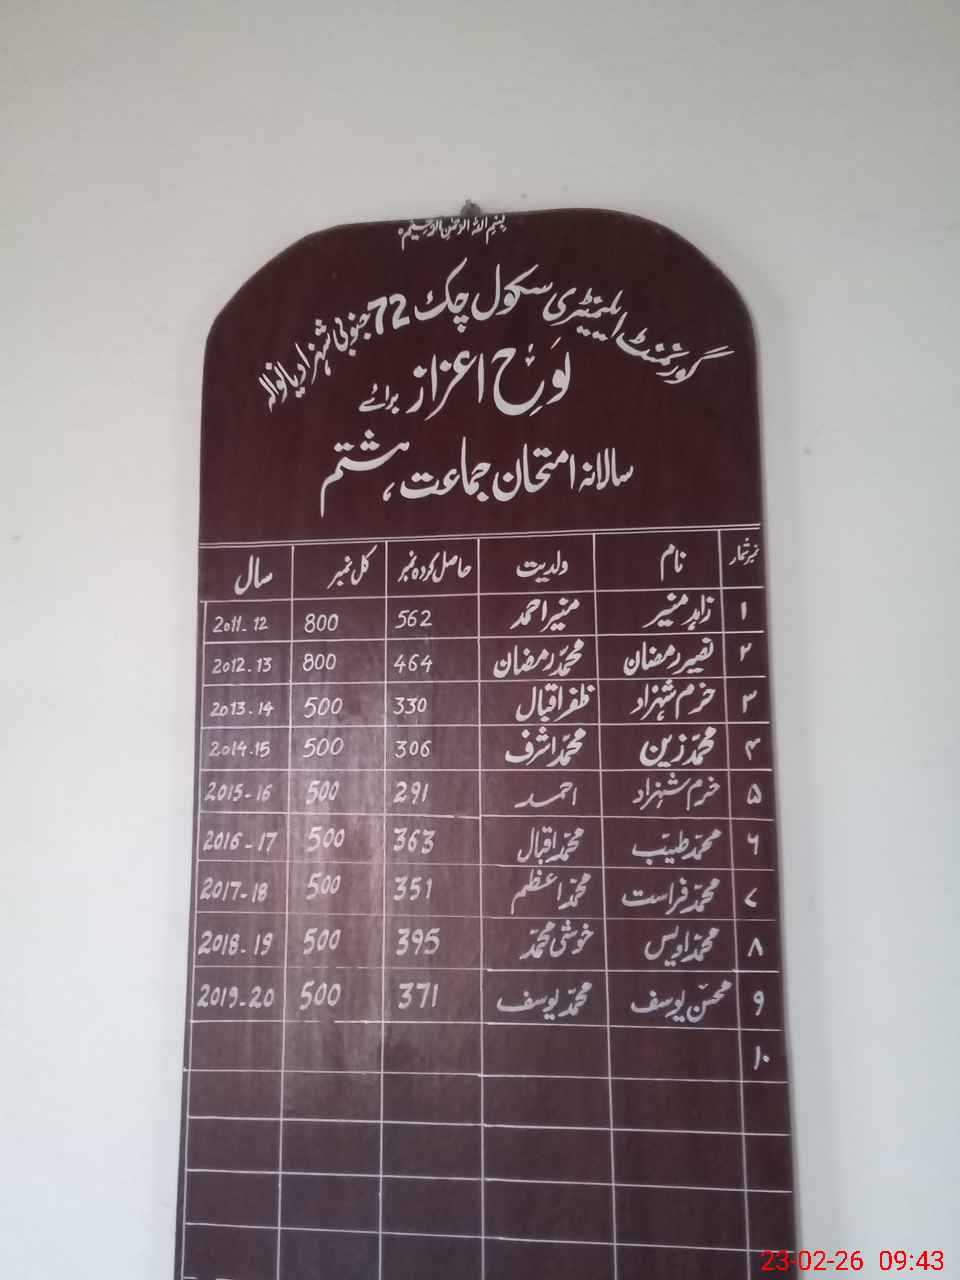 بسم اللہ الرحمٰن الرحیم
گورنمنٹ ایلیمنٹری سکول چک 72 جنوبی شہزادیانوالہ
لَوحِ اعزاز برائے
سالانہ امتحان جماعت ہشتم
نمبر شمار نام ولدیت حاصل کردہ نمبر کل نمبر سال
۱ زاہد منیر منیر احمد 562 800 2011-12
۲ نصیر رمضان محمد رمضان 464 800 2012-13
۳ خرم شہزاد ظفر اقبال 330 500 2013-14
۴ محمد زین محمد اشرف 306 500 2014-15
۵ خرم شہزاد احمد 291 500 2015-16
۶ محمد طیب محمد اقبال 363 500 2016-17
۷ محمد فراست محمد اعظم 351 500 2017-18
۸ محمد اویس خوشی محمد 395 500 2018-19
۹ محسن یوسف محمد یوسف 371 500 2019-20
۱۰
23-02-26 09:43